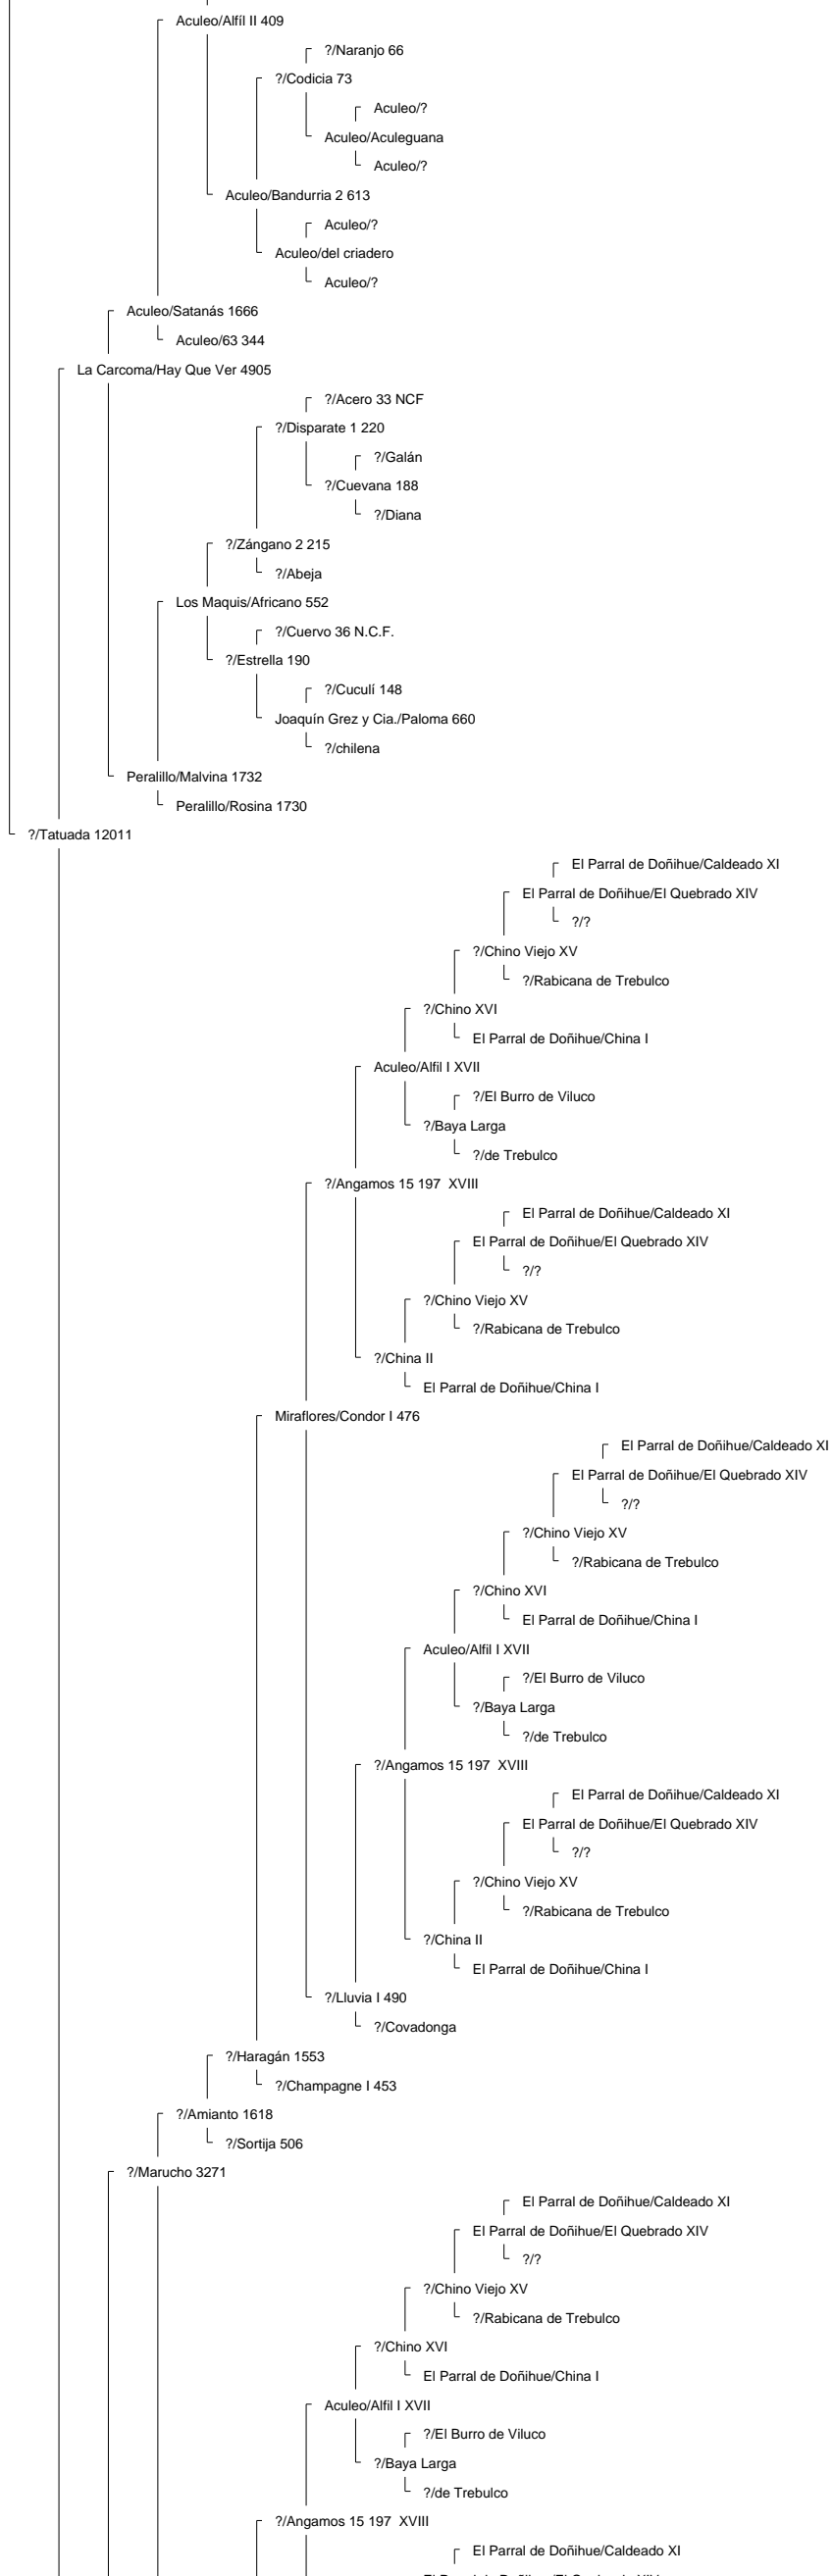 Aculeo/Alfíl II 409
?/Naranjo 66
?/Codicia 73
Aculeo/?
Aculeo/Aculeguana
Aculeo/?
Aculeo/Bandurria 2 613
Aculeo/?
Aculeo/del criadero
Aculeo/?
Aculeo/Satanás 1666
Aculeo/63 344
La Carcoma/Hay Que Ver 4905
?/Acero 33 NCF
?/Disparate 1 220
?/Galán
?/Cuevana 188
?/Diana
?/Zángano 2 215
?/Abeja
Los Maquis/Africano 552
?/Cuervo 36 N.C.F.
?/Estrella 190
?/Cuculí 148
Joaquín Grez y Cia./Paloma 660
?/chilena
Peralillo/Malvina 1732
Peralillo/Rosina 1730
?/Tatuada 12011
El Parral de Doñihue/Caldeado XI
El Parral de Doñihue/El Quebrado XIV
?/?
?/Chino Viejo XV
?/Rabicana de Trebulco
?/Chino XVI
El Parral de Doñihue/China I
Aculeo/Alfil I XVII
?/El Burro de Viluco
?/Baya Larga
?/de Trebulco
?/Angamos 15 197 XVIII
El Parral de Doñihue/Caldeado XI
El Parral de Doñihue/El Quebrado XIV
?/?
?/Chino Viejo XV
?/Rabicana de Trebulco
?/China II
El Parral de Doñihue/China I
Miraflores/Condor I 476
El Parral de Doñihue/Caldeado XI
El Parral de Doñihue/El Quebrado XIV
?/?
?/Chino Viejo XV
?/Rabicana de Trebulco
?/Chino XVI
El Parral de Doñihue/China I
Aculeo/Alfil I XVII
?/El Burro de Viluco
?/Baya Larga
?/de Trebulco
?/Angamos 15 197 XVIII
El Parral de Doñihue/Caldeado XI
El Parral de Doñihue/El Quebrado XIV
?/?
?/Chino Viejo XV
?/Rabicana de Trebulco
?/China II
El Parral de Doñihue/China I
?/Lluvia I 490
?/Covadonga
?/Haragán 1553
?/Champagne I 453
?/Amianto 1618
?/Sortija 506
?/Marucho 3271
El Parral de Doñihue/Caldeado XI
El Parral de Doñihue/El Quebrado XIV
?/?
?/Chino Viejo XV
?/Rabicana de Trebulco
?/Chino XVI
El Parral de Doñihue/China I
Aculeo/Alfil I XVII
?/El Burro de Viluco
?/Baya Larga
?/de Trebulco
?/Angamos 15 197 XVIII
El Parral de Doñihue/Caldeado XI